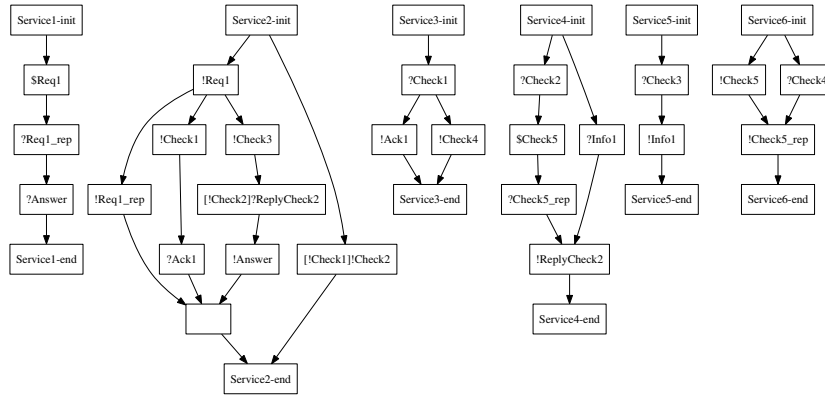 Service1-init
Service2-init
Service3-init
Service4-init
Service5-init
Service6-init
$Req1
!Req1
?Check1
?Check2
?Check3
!Check5
?Check4
?Req1_rep
!Check1
!Check3
!Ack1
!Check4
$Check5
?Info1
!Info1
!Check5_rep
?Answer
!Req1_rep
[!Check2]?ReplyCheck2
Service3-end
?Check5_rep
Service5-end
Service6-end
Service1-end
?Ack1
!Answer
[!Check1]!Check2
!ReplyCheck2
Service4-end
Service2-end